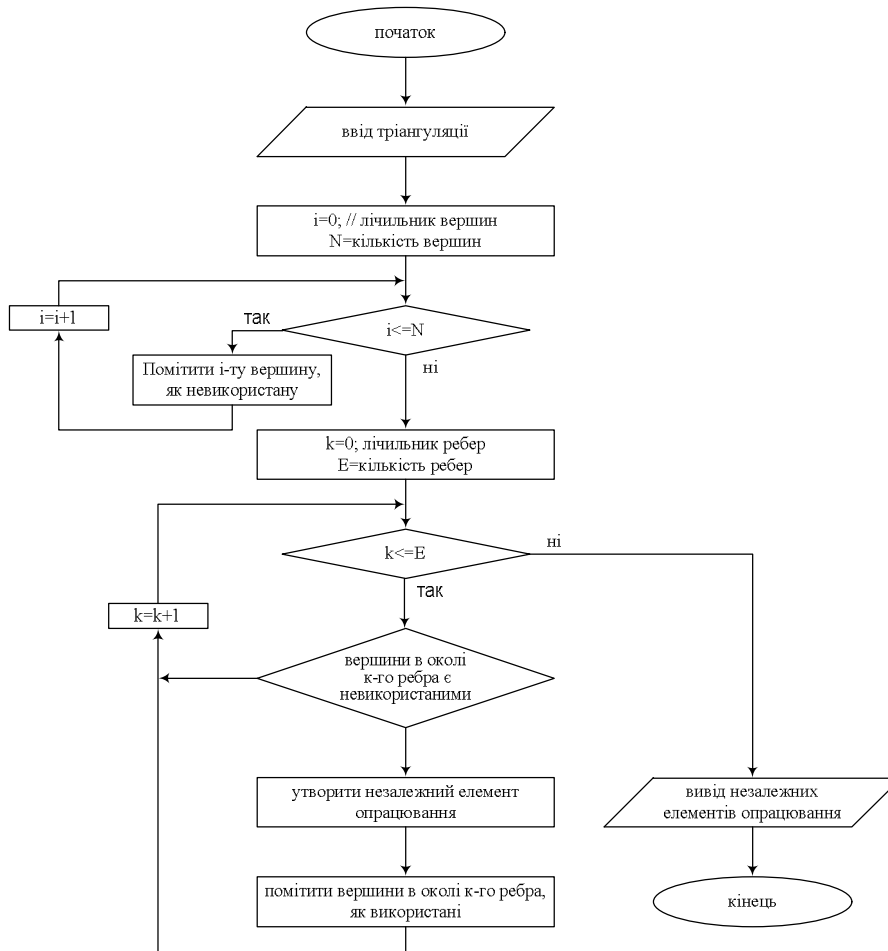 початок
ввід тріангуляції
i=0; // лічильник вершин
N=кількість вершин
i=i+1
так
i<=N
Помітити і-ту вершину,
як невикористану
ні
k=0; лічильник ребер
E=кількість ребер
k<=E
ні
так
k=k+1
вершини в околі
к-го ребра є
невикористаними
утворити незалежний елемент
опрацювання
вивід незалежних
елементів опрацювання
помітити вершини в околі к-го ребра,
як використані
кінець